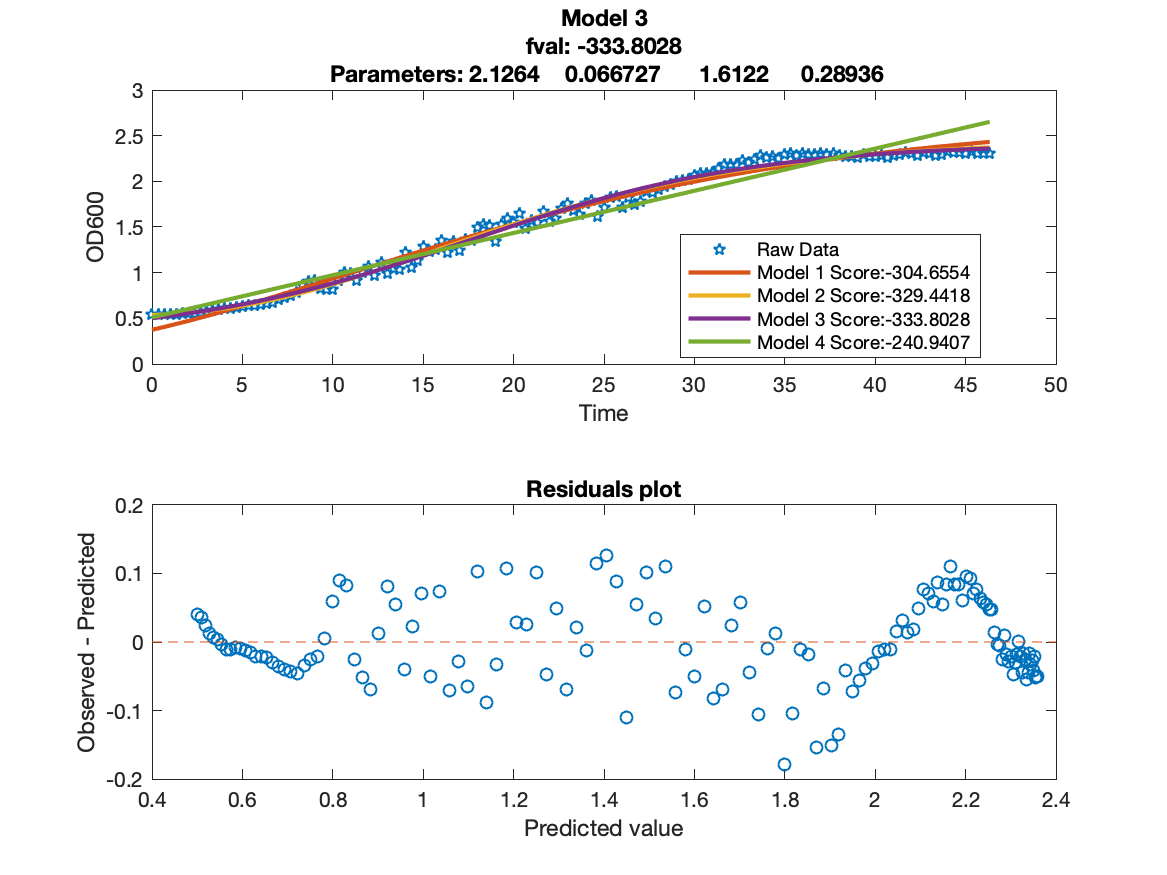 Model 3
fval: -333.8028
Parameters: 2.1264 0.066727 1.6122 0.28936
3
2.5
2
1.5
1
0.5
0
OD600
Raw Data
Model 1 Score:-304.6554
Model 2 Score:-329.4418
Model 3 Score:-333.8028
Model 4 Score:-240.9407
0 5 10 15 20 25 30 35 40 45 50
Time
Residuals plot
0.2
0.1
0
-0.1
-0.2
Observed - Predicted
0.4 0.6 0.8 1 1.2 1.4 1.6 1.8 2 2.2 2.4
Predicted value